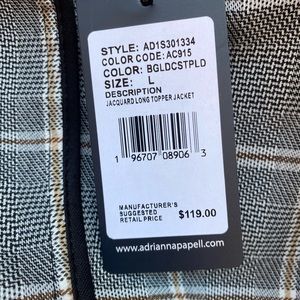 STYLE: AD1S301334
COLOR CODE: AC915
COLOR: BGLDCSTPLD
SIZE: L
DESCRIPTION
JACQUARD LONG TOPPER JACKET
1 96707 08906 3
MANUFACTURER'S
SUGGESTED
RETAIL PRICE
$119.00
www.adriannapapell.com